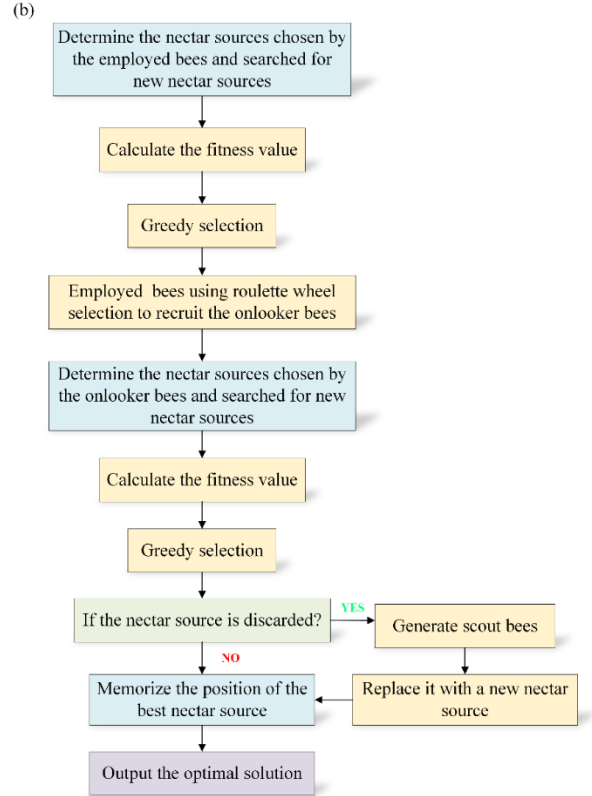 (b)
Determine the nectar sources chosen by
the employed bees and searched for
new nectar sources
Calculate the fitness value
Greedy selection
Employed bees using roulette wheel
selection to recruit the onlooker bees
Determine the nectar sources chosen by
the onlooker bees and searched for new
nectar sources
Calculate the fitness value
Greedy selection
If the nectar source is discarded?
YES
Generate scout bees
NO
Memorize the position of the
best nectar source
Replace it with a new nectar
source
Output the optimal solution